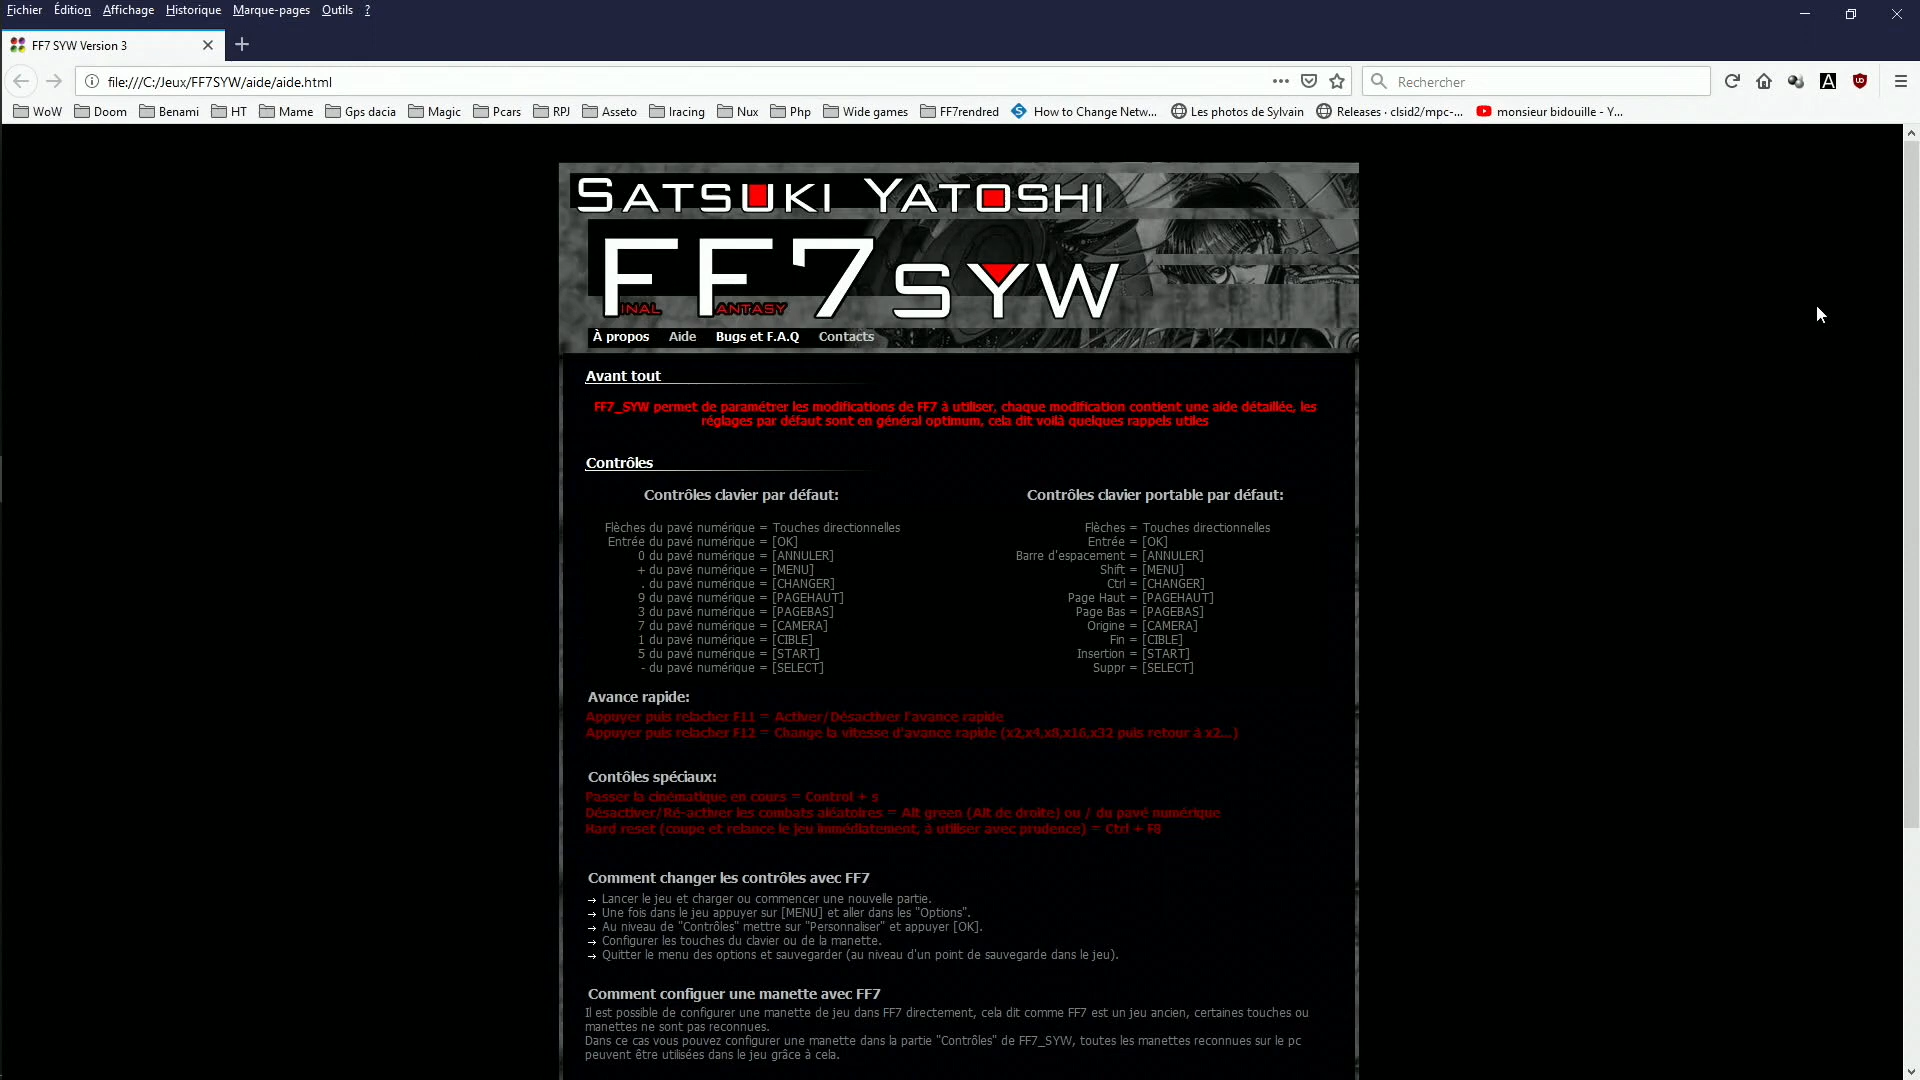 Fichier Édition Affichage Historique Marque-pages Outils ?
FF7 SYW Version 3
file:///C:/Jeux/FF7SYW/aide/aide.html
Rechercher
WoW Doom Benami HT Mame Gps dacia Magic Pcars RPJ Asseto Iracing Nux Php Wide games FF7rendred How to Change Netw... Les photos de Sylvain Releases · clsid2/mpc-... monsieur bidouille - Y...
SATSUKI YATOSHI
FINAL FANTASY 7 SYW
À propos Aide Bugs et F.A.Q Contacts
Avant tout
FF7_SYW permet de paramétrer les modifications de FF7 à utiliser, chaque modification contient une aide détaillée, les
réglages par défaut sont en général optimum, cela dit voilà quelques rappels utiles
Contrôles
Contrôles clavier par défaut:
Flèches du pavé numérique = Touches directionnelles
Entrée du pavé numérique = [OK]
0 du pavé numérique = [ANNULER]
+ du pavé numérique = [MENU]
. du pavé numérique = [CHANGER]
9 du pavé numérique = [PAGEHAUT]
3 du pavé numérique = [PAGEBAS]
7 du pavé numérique = [CAMERA]
1 du pavé numérique = [CIBLE]
5 du pavé numérique = [START]
- du pavé numérique = [SELECT]
Contrôles clavier portable par défaut:
Flèches = Touches directionnelles
Entrée = [OK]
Barre d'espacement = [ANNULER]
Shift = [MENU]
Ctrl = [CHANGER]
Page Haut = [PAGEHAUT]
Page Bas = [PAGEBAS]
Origine = [CAMERA]
Fin = [CIBLE]
Insertion = [START]
Suppr = [SELECT]
Avance rapide:
Appuyer puis relacher F11 = Activer/Désactiver l'avance rapide
Appuyer puis relacher F12 = Change la vitesse d'avance rapide (x2,x4,x8,x16,x32 puis retour à x2...)
Contôles spéciaux:
Passer la cinématique en cours = Control + s
Désactiver/Ré-activer les combats aléatoires = Alt green (Alt de droite) ou / du pavé numérique
Hard reset (coupe et relance le jeu immédiatement, à utiliser avec prudence) = Ctrl + F8
Comment changer les contrôles avec FF7
→ Lancer le jeu et charger ou commencer une nouvelle partie.
→ Une fois dans le jeu appuyer sur [MENU] et aller dans les "Options".
→ Au niveau de "Contrôles" mettre sur "Personnaliser" et appuyer [OK].
→ Configurer les touches du clavier ou de la manette.
→ Quitter le menu des options et sauvegarder (au niveau d'un point de sauvegarde dans le jeu).
Comment configuer une manette avec FF7
Il est possible de configurer une manette de jeu dans FF7 directement, cela dit comme FF7 est un jeu ancien, certaines touches ou
manettes ne sont pas reconnues.
Dans ce cas vous pouvez configurer une manette dans la partie "Contrôles" de FF7_SYW, toutes les manettes reconnues sur le pc
peuvent être utilisées dans le jeu grâce à cela.